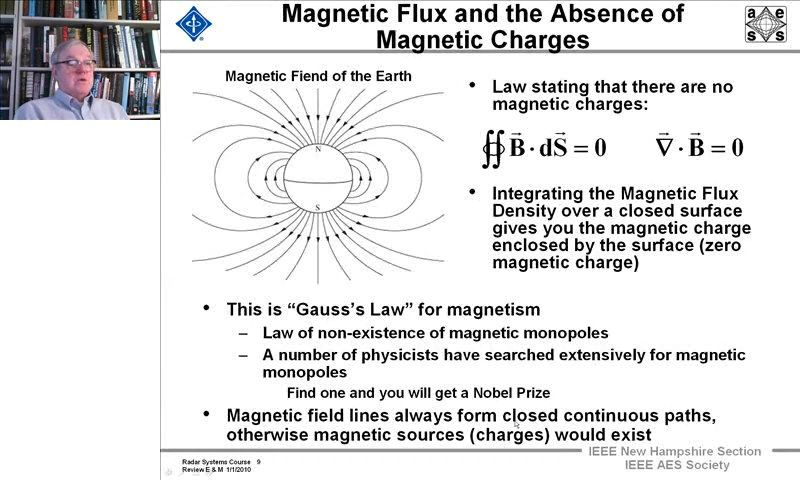 Magnetic Flux and the Absence of
Magnetic Charges
a e
s s
Magnetic Fiend of the Earth
N
S
• Law stating that there are no
magnetic charges:
∯ B⃗ · dS⃗ = 0 ∇⃗ · B⃗ = 0
• Integrating the Magnetic Flux
Density over a closed surface
gives you the magnetic charge
enclosed by the surface (zero
magnetic charge)
• This is “Gauss’s Law” for magnetism
– Law of non-existence of magnetic monopoles
– A number of physicists have searched extensively for magnetic
monopoles
Find one and you will get a Nobel Prize
• Magnetic field lines always form closed continuous paths,
otherwise magnetic sources (charges) would exist
Radar Systems Course 9
Review E & M 1/1/2010
IEEE New Hampshire Section
IEEE AES Society